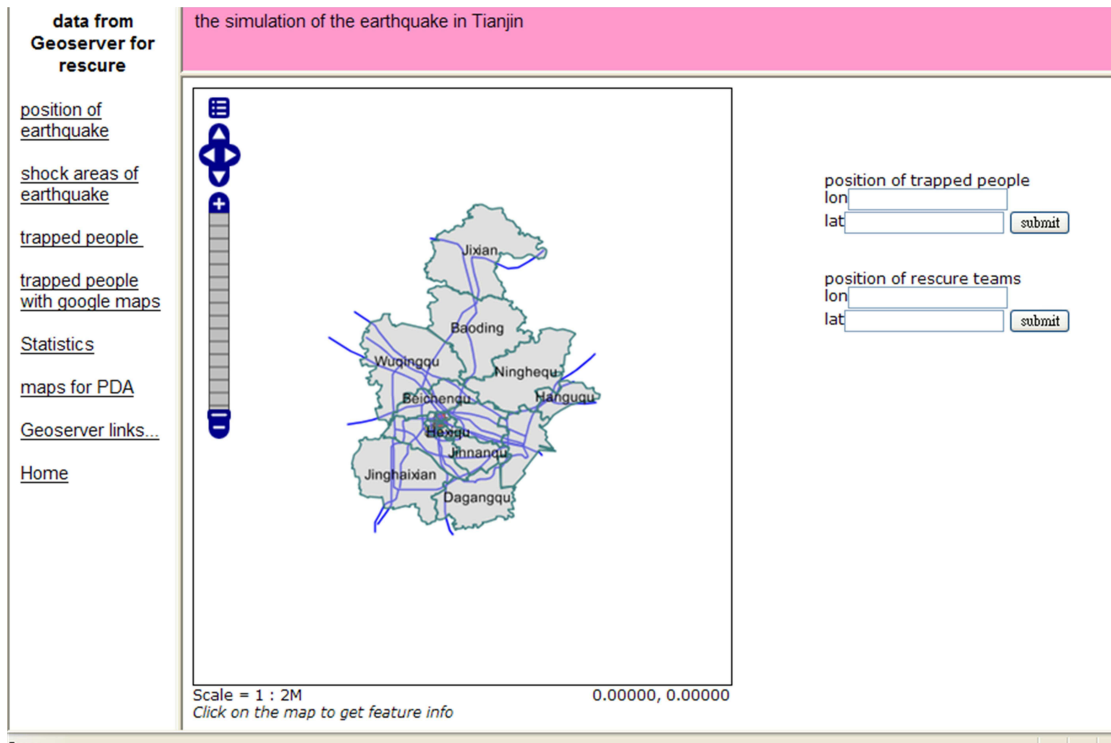 data from
Geoserver for
rescure
position of
earthquake
shock areas of
earthquake
trapped people
trapped people
with google maps
Statistics
maps for PDA
Geoserver links...
Home
the simulation of the earthquake in Tianjin
Jixian
Baoding
Wuqingqu
Ninghequ
Beichenqu
Hanguqu
Hexiqu
Jinnanqu
Jinghaixian
Dagangqu
Scale = 1 : 2M
0.00000, 0.00000
Click on the map to get feature info
position of trapped people
lon
lat submit
position of rescure teams
lon
lat submit